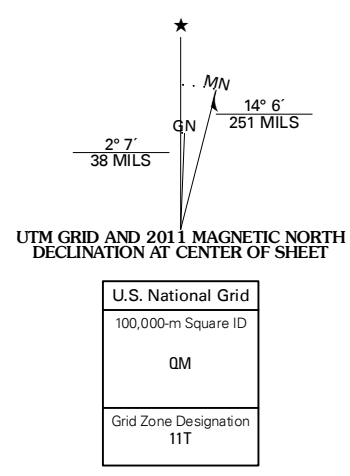 ★
MN
GN
14° 6´
251 MILS
2° 7´
38 MILS
UTM GRID AND 2011 MAGNETIC NORTH
DECLINATION AT CENTER OF SHEET
U.S. National Grid
100,000-m Square ID
QM
Grid Zone Designation
11T